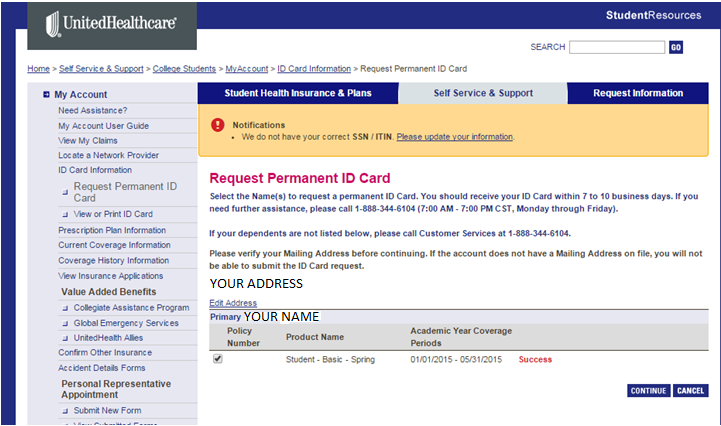 UnitedHealthcare®
StudentResources
SEARCH
GO
Home > Self Service & Support > College Students > MyAccount > ID Card Information > Request Permanent ID Card
My Account
Need Assistance?
My Account User Guide
View My Claims
Locate a Network Provider
ID Card Information
Request Permanent ID
Card
View or Print ID Card
Prescription Plan Information
Current Coverage Information
Coverage History Information
View Insurance Applications
Value Added Benefits
Collegiate Assistance Program
Global Emergency Services
UnitedHealth Allies
Confirm Other Insurance
Accident Details Forms
Personal Representative
Appointment
Submit New Form
View Submitted Forms
Student Health Insurance & Plans
Self Service & Support
Request Information
Notifications
We do not have your correct SSN / ITIN. Please update your information.
Request Permanent ID Card
Select the Name(s) to request a permanent ID Card. You should receive your ID Card within 7 to 10 business days. If you
need further assistance, please call 1-888-344-6104 (7:00 AM - 7:00 PM CST, Monday through Friday).
If your dependents are not listed below, please call Customer Services at 1-888-344-6104.
Please verify your Mailing Address before continuing. If the account does not have a Mailing Address on file, you will not
be able to submit the ID Card request.
YOUR ADDRESS
Edit Address
Primary YOUR NAME
Policy
Number
Product Name
Academic Year Coverage
Periods
Student - Basic - Spring
01/01/2015 - 05/31/2015
Success
CONTINUE
CANCEL